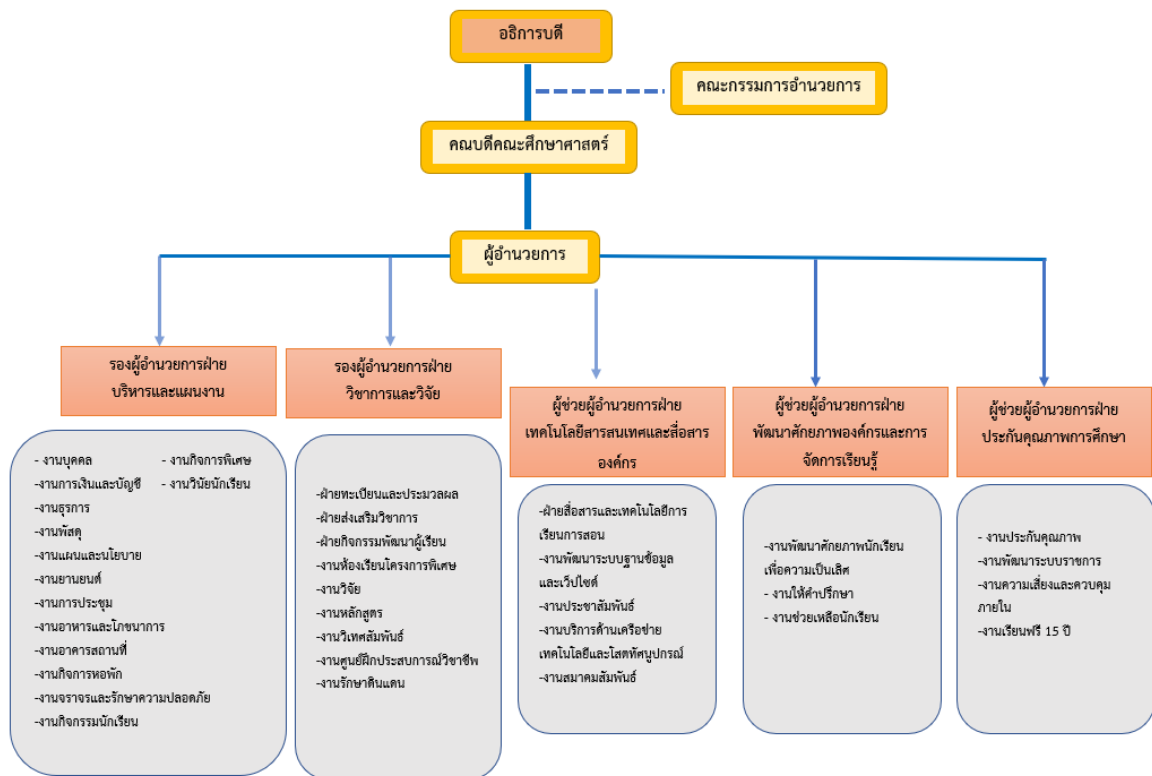 อธิการบดี
คณะกรรมการอำนวยการ
คณบดีคณะศึกษาศาสตร์
ผู้อำนวยการ
รองผู้อำนวยการฝ่าย
บริหารและแผนงาน
- งานบุคคล
- งานกิจการพิเศษ
-งานการเงินและบัญชี
- งานวินัยนักเรียน
-งานธุรการ
-งานพัสดุ
-งานแผนและนโยบาย
-งานยานยนต์
-งานการประชุม
-งานอาหารและโภชนาการ
-งานอาคารสถานที่
-งานกิจการหอพัก
-งานจราจรและรักษาความปลอดภัย
-งานกิจกรรมนักเรียน
รองผู้อำนวยการฝ่าย
วิชาการและวิจัย
-ฝ่ายทะเบียนและประมวลผล
-ฝ่ายส่งเสริมวิชาการ
-ฝ่ายกิจกรรมพัฒนาผู้เรียน
-งานห้องเรียนโครงการพิเศษ
-งานวิจัย
-งานหลักสูตร
-งานวิเทศสัมพันธ์
-งานศูนย์ฝึกประสบการณ์วิชาชีพ
-งานรักษาดินแดน
ผู้ช่วยผู้อำนวยการฝ่าย
เทคโนโลยีสารสนเทศและสื่อสาร
องค์กร
-ฝ่ายสื่อสารและเทคโนโลยีการ
เรียนการสอน
-งานพัฒนาระบบฐานข้อมูล
และเว็ปไซต์
-งานประชาสัมพันธ์
-งานบริการด้านเครือข่าย
เทคโนโลยีและโสตทัศนูปกรณ์
-งานสมาคมสัมพันธ์
ผู้ช่วยผู้อำนวยการฝ่าย
พัฒนาศักยภาพองค์กรและการ
จัดการเรียนรู้
-งานพัฒนาศักยภาพนักเรียน
เพื่อความเป็นเลิศ
- งานให้คำปรึกษา
- งานช่วยเหลือนักเรียน
ผู้ช่วยผู้อำนวยการฝ่าย
ประกันคุณภาพการศึกษา
- งานประกันคุณภาพ
-งานพัฒนาระบบราชการ
-งานความเสี่ยงและควบคุม
ภายใน
-งานเรียนฟรี 15 ปี